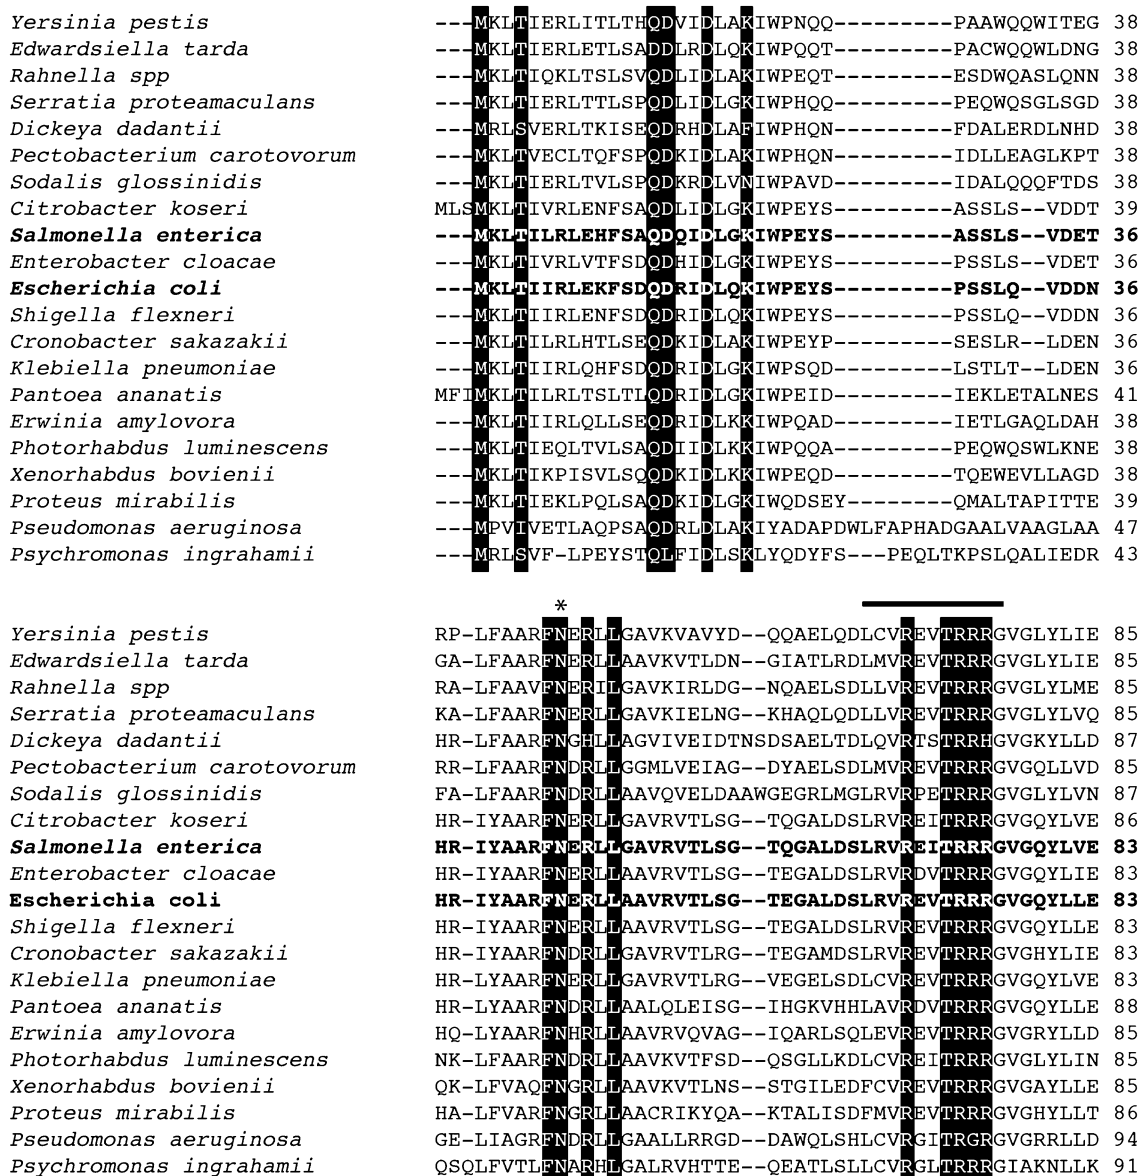 Yersinia pestis ---MKLTIERLITLTHQDVIDLAKIWPNQQ---------PAAWQQWITEG 38
Edwardsiella tarda ---MKLTIERLETLSADDLRDLQKIWPQQT---------PACWQQWLDNG 38
Rahnella spp ---MKLTIQKLTSLSVQDLIDLAKIWPEQT---------ESDWQASLQNN 38
Serratia proteamaculans ---MKLTIERLTTLSPQDLIDLGKIWPHQQ---------PEQWQSGLSGD 38
Dickeya dadantii ---MRLSVERLTKISEQDRHDLAFIWPHQN---------FDALERDLNHD 38
Pectobacterium carotovorum ---MKLTVECLTQFSPQDKIDLAKIWPHQN---------IDLLEAGLKPT 38
Sodalis glossinidis ---MKLTIERLTVLSPQDKRDLVNIWPAVD---------IDALQQQFTDS 38
Citrobacter koseri MLSMKLTIVRLENFSAQDLIDLGKIWPEYS---------ASSLS--VDDT 39
Salmonella enterica ---MKLTILRLEHFSAQDQIDLGKIWPEYS---------ASSLS--VDET 36
Enterobacter cloacae ---MKLTIVRLVTFSDQDHIDLGKIWPEYS---------PSSLS--VDET 36
Escherichia coli ---MKLTIIRLEKFSDQDRIDLQKIWPEYS---------PSSLQ--VDDN 36
Shigella flexneri ---MKLTIIRLENFSDQDRIDLQKIWPEYS---------PSSLQ--VDDN 36
Cronobacter sakazakii ---MKLTILRLHTLSEQDKIDLAKIWPEYP---------SESLR--LDEN 36
Klebiella pneumoniae ---MKLTIIRLQHFSDQDRIDLGKIWPSQD---------LSTLT--LDEN 36
Pantoea ananatis MFIMKLTILRLTSLTLQDRIDLGKIWPEID---------IEKLETALNES 41
Erwinia amylovora ---MKLTIIRLQLLSEQDRIDLKKIWPQAD---------IETLGAQLDAH 38
Photorhabdus luminescens ---MKLTIEQLTVLSAQDIIDLKKIWPQQA---------PEQWQSWLKNE 38
Xenorhabdus bovienii ---MKLTIKPISVLSQQDKIDLKKIWPEQD---------TQEWEVLLAGD 38
Proteus mirabilis ---MKLTIEKLPQLSAQDKIDLGKIWQDSEY--------QMALTAPITTE 39
Pseudomonas aeruginosa ---MPVIVETLAQPSAQDRLDLAKIYADAPDWLFAPHADGAALVAAGLAA 47
Psychromonas ingrahamii ---MRLSVF-LPEYSTQLFIDLSKLYQDYFS---PEQLTKPSLQALIEDR 43
*
Yersinia pestis RP-LFAARFNERLLGAVKVAVYD--QQAELQDLCVREVTRRRGVGLYLIE 85
Edwardsiella tarda GA-LFAARFNERLLAAVKVTLDN--GIATLRDLMVREVTRRRGVGLYLIE 85
Rahnella spp RA-LFAAVFNERILGAVKIRLDG--NQAELSDLLVREVTRRRGVGLYLME 85
Serratia proteamaculans KA-LFAARFNERLLGAVKIELNG--KHAQLQDLLVREVTRRRGVGLYLVQ 85
Dickeya dadantii HR-LFAARFNGHLLAGVIVEIDTNSDSAELTDLQVRTSTRRHGVGKYLLD 87
Pectobacterium carotovorum RR-LFAARFNDRLLGGMLVEIAG--DYAELSDLMVREVTRRRGVGQLLVD 85
Sodalis glossinidis FA-LFAARFNDRLLAAVQVELDAAWGEGRLMGLRVRPETRRRGVGLYLVN 87
Citrobacter koseri HR-IYAARFNERLLGAVRVTLSG--TQGALDSLRVREITRRRGVGQYLVE 86
Salmonella enterica HR-IYAARFNERLLGAVRVTLSG--TQGALDSLRVREITRRRGVGQYLVE 83
Enterobacter cloacae HR-IYAARFNERLLGAVRVTLSG--TEGALDSLRVRDVTRRRGVGQYLIE 83
Escherichia coli HR-IYAARFNERLLAAVRVTLSG--TEGALDSLRVREVTRRRGVGQYLLE 83
Shigella flexneri HR-IYAARFNERLLAAVRVTLSG--TEGALDSLRVREVTRRRGVGQYLLE 83
Cronobacter sakazakii HR-IYAARFNERLLAAVRVTLRG--TEGAMDSLRVREVTRRRGVGHYLIE 83
Klebiella pneumoniae HR-LYAARFNERLLGAVRVTLRG--VEGELSDLCVREVTRRRGVGQYLVE 83
Pantoea ananatis HR-LYAARFNDRLLAALQLEISG--IHGKVHHLAVRDVTRRRGVGQYLLE 88
Erwinia amylovora HQ-LYAARFNHRLLAAVRVQVAG--IQARLSQLEVREVTRRRGVGRYLLD 85
Photorhabdus luminescens NK-LFAARFNDRLLAAVKVTFSD--QSGLLKDLCVREITRRRGVGLYLIN 85
Xenorhabdus bovienii QK-LFVAQFNGRLLAAVKVTLNS--STGILEDFCVREVTRRRGVGAYLLE 85
Proteus mirabilis HA-LFVARFNGRLLAACRIKYQA--KTALISDFMVREVTRRRGVGHYLLT 86
Pseudomonas aeruginosa GE-LIAGRFNDRLLGAALLRRGD--DAWQLSHLCVRGITRGRGVGRRLLD 94
Psychromonas ingrahamii QSQLFVTLFNARHLGALRVHTTE--QEATLSLLCVRGLTRRRGIAKNLLK 91